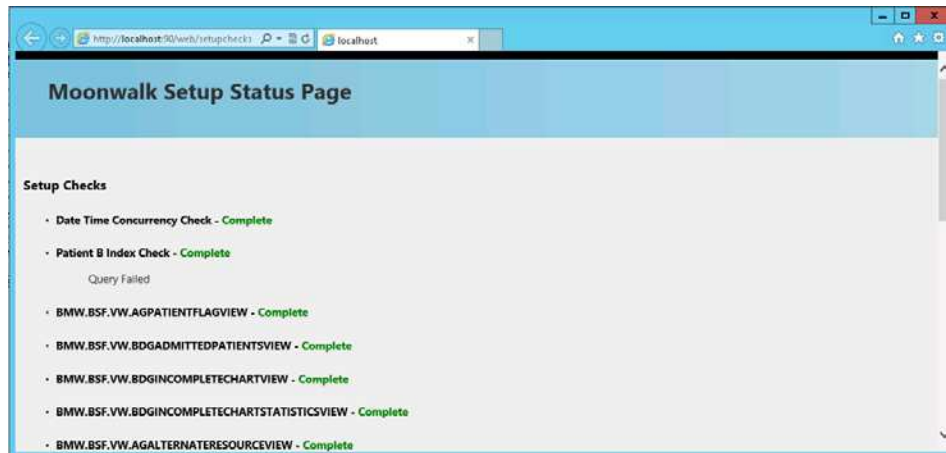 http://localhost:90/web/setupchecks
localhost
Moonwalk Setup Status Page
Setup Checks
Date Time Concurrency Check - Complete
Patient B Index Check - Complete
Query Failed
BMW.BSF.VW.AGPATIENTFLAGVIEW - Complete
BMW.BSF.VW.BDGADMITTEDPATIENTSVIEW - Complete
BMW.BSF.VW.BDGINCOMPLETECHARTVIEW - Complete
BMW.BSF.VW.BDGINCOMPLETECHARTSTATISTICSVIEW - Complete
BMW.BSF.VW.AGALTERNATERESOURCEVIEW - Complete